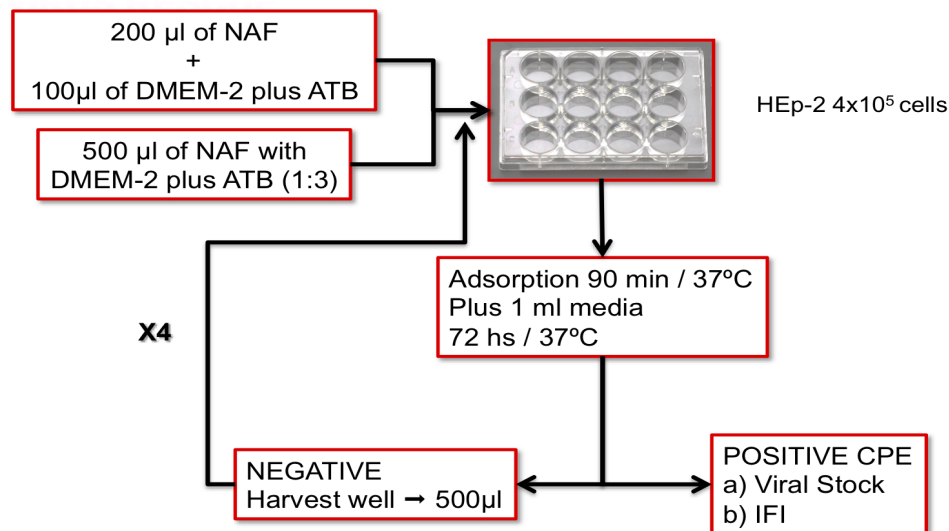 200 µl of NAF
+
100µl of DMEM-2 plus ATB
500 µl of NAF with
DMEM-2 plus ATB (1:3)
HEp-2 4x10⁵ cells
Adsorption 90 min / 37ºC
Plus 1 ml media
72 hs / 37ºC
X4
NEGATIVE
Harvest well → 500µl
POSITIVE CPE
a) Viral Stock
b) IFI